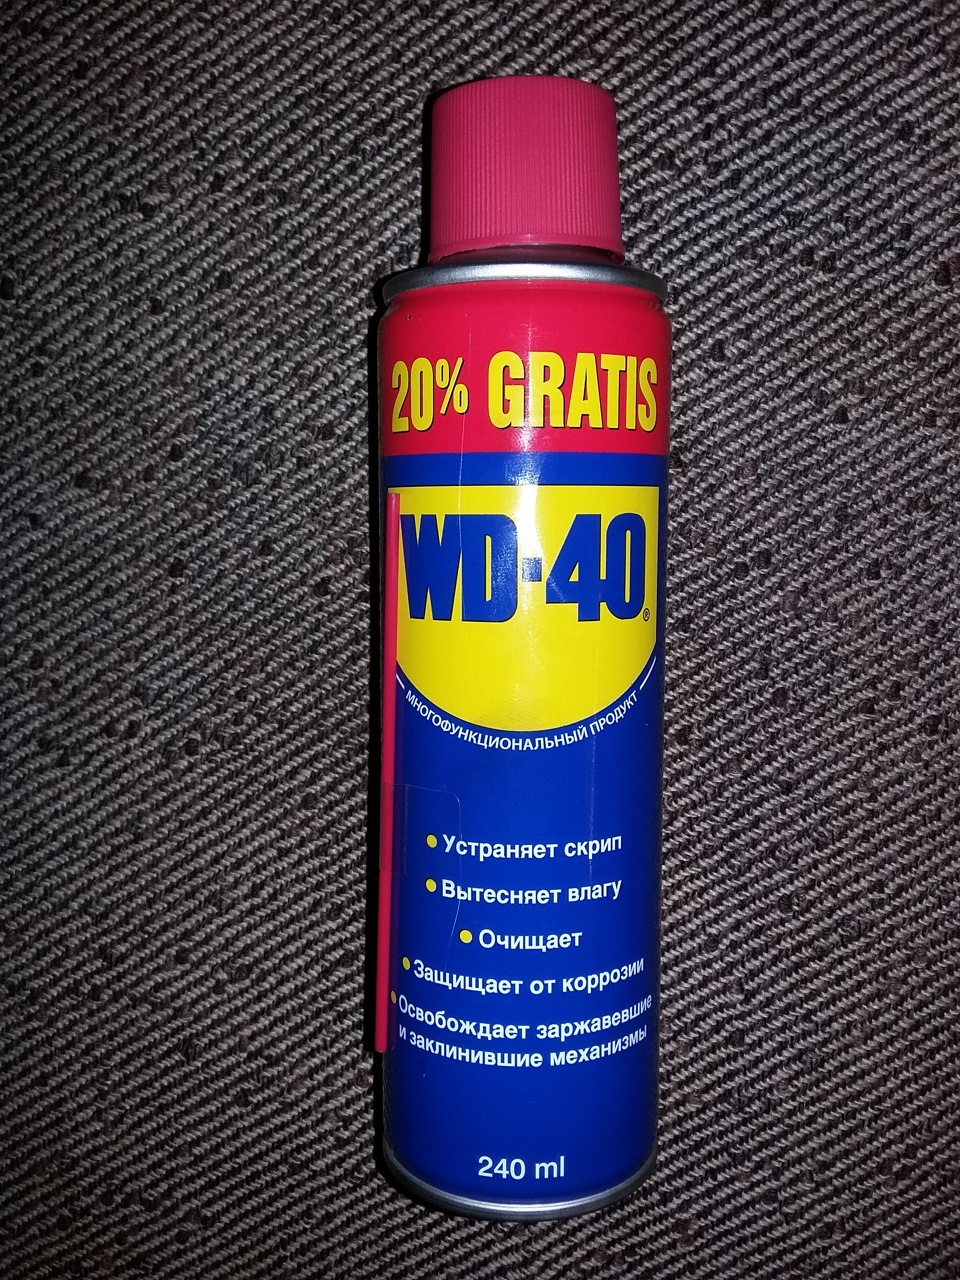 20% GRATIS
WD-40®
МНОГОФУНКЦИОНАЛЬНЫЙ ПРОДУКТ
• Устраняет скрип
• Вытесняет влагу
• Очищает
• Защищает от коррозии
• Освобождает заржавевшие
и заклинившие механизмы
240 ml